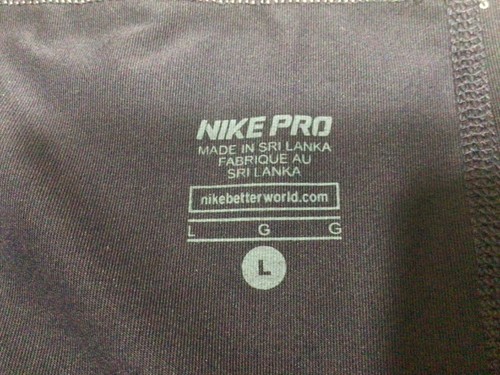 NIKE PRO
MADE IN SRI LANKA
FABRIQUE AU
SRI LANKA
nikebetterworld.com
L G G
L